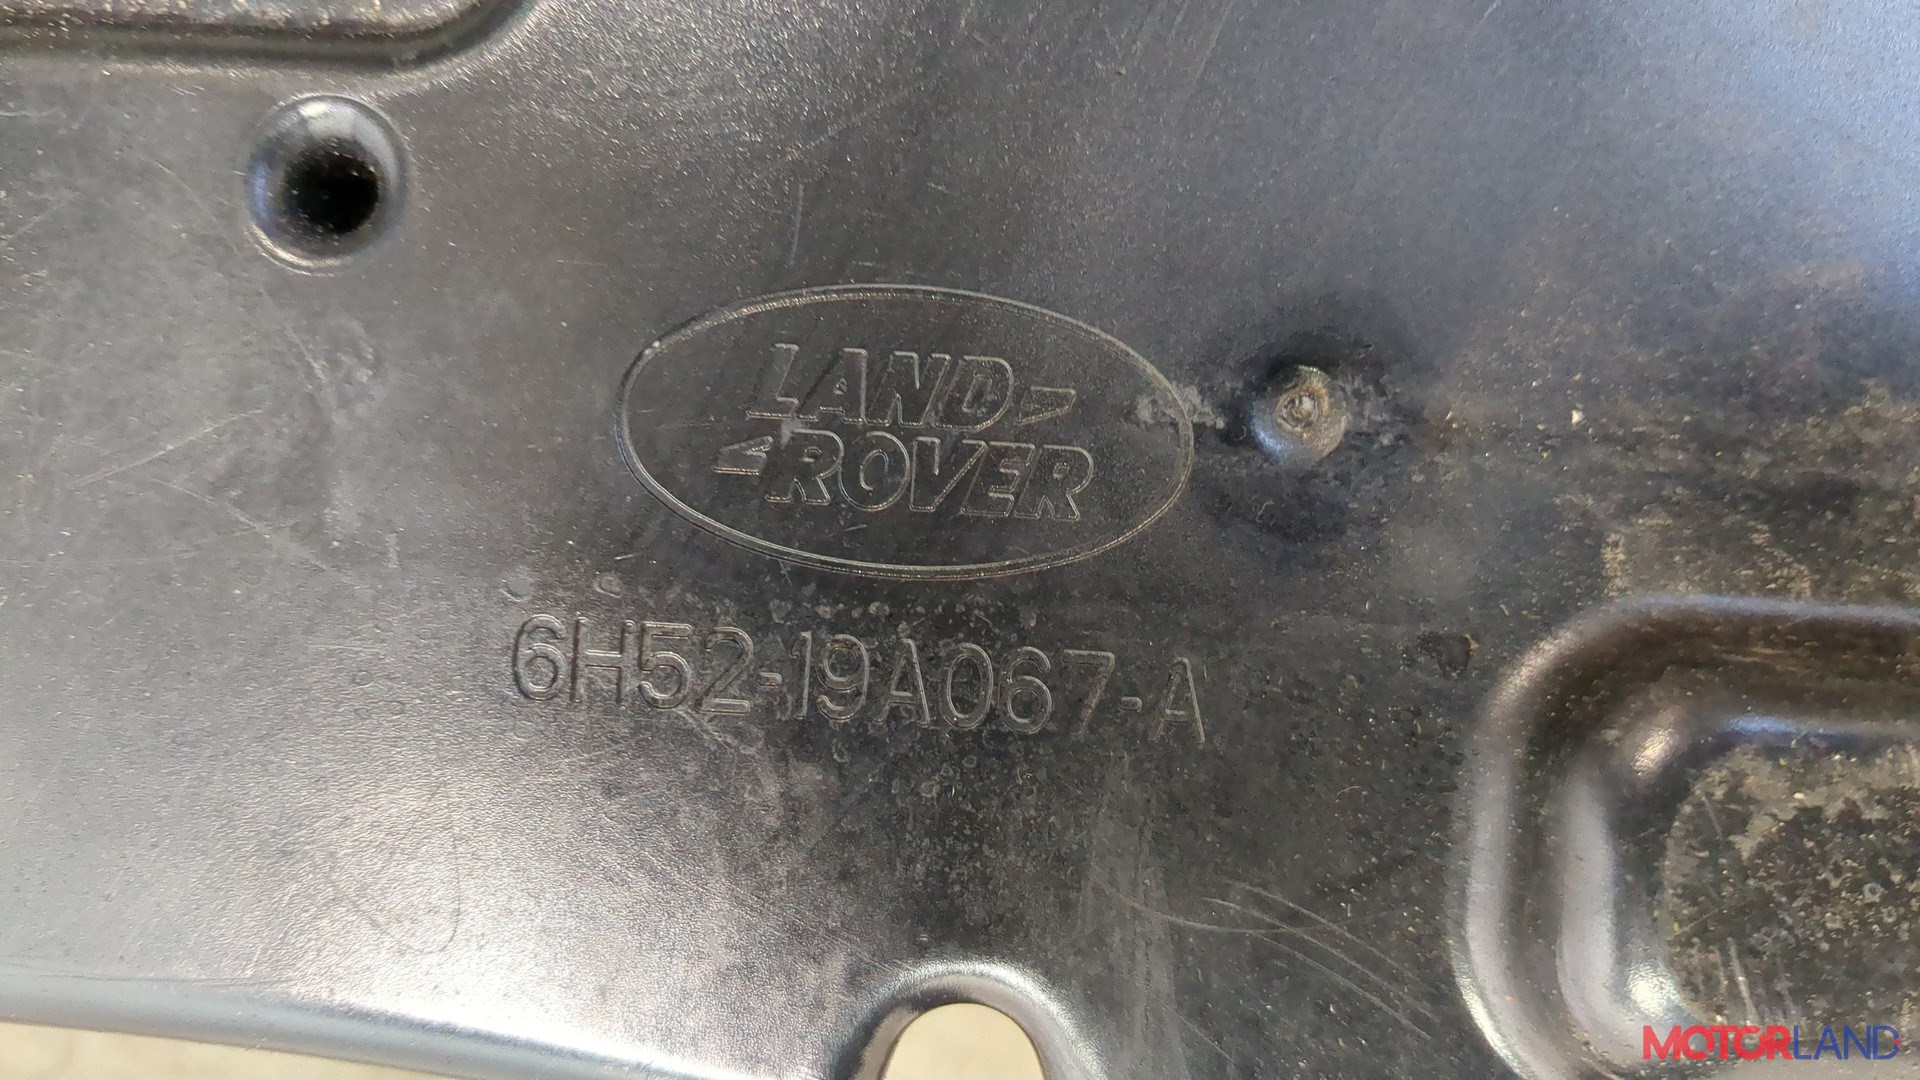 LAND
ROVER
6H52-19A067-A
MOTORLAND